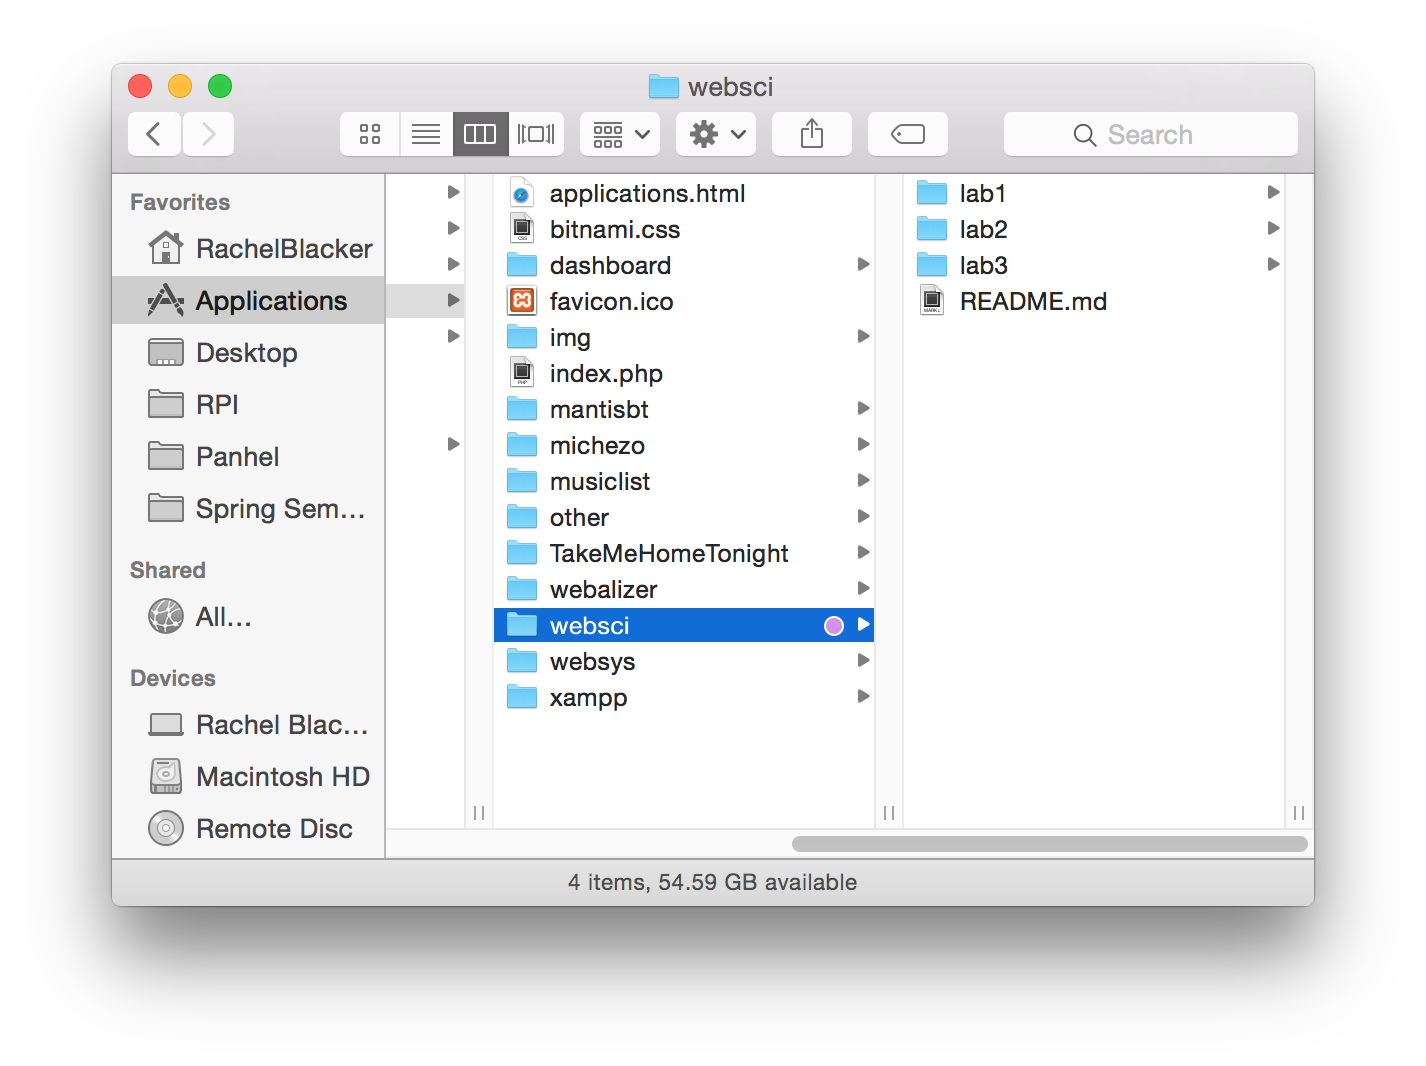 websci
Search
Favorites
RachelBlacker
Applications
Desktop
RPI
Panhel
Spring Sem...
Shared
All...
Devices
Rachel Blac...
Macintosh HD
Remote Disc
applications.html
bitnami.css
dashboard
favicon.ico
img
index.php
mantisbt
michezo
musiclist
other
TakeMeHomeTonight
webalizer
websci
websys
xampp
lab1
lab2
lab3
README.md
4 items, 54.59 GB available